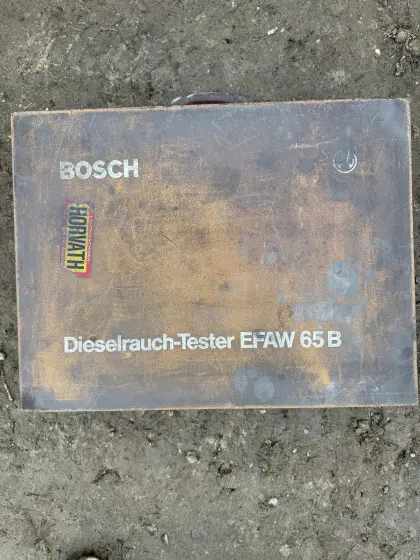 BOSCH
HORVATH
Dieselrauch-Tester EFAW 65 B